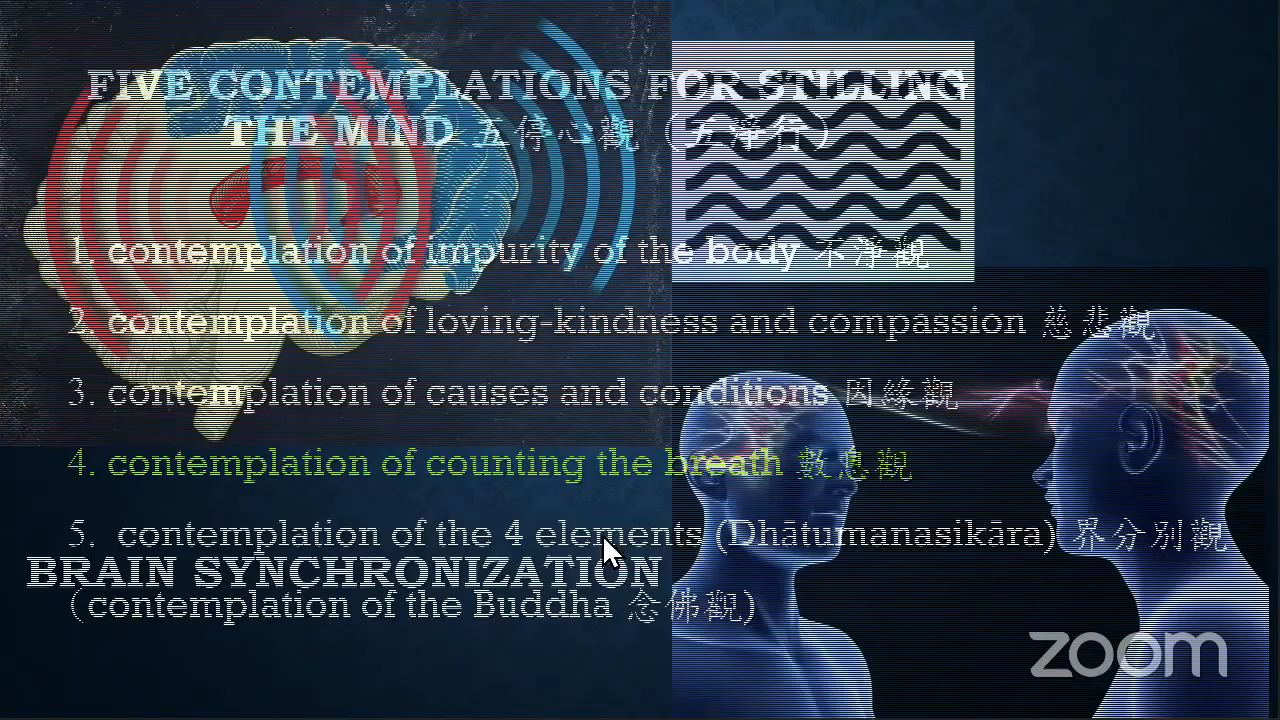 FIVE CONTEMPLATIONS FOR STILLING
THE MIND 五停心觀 (五淨行)
1. contemplation of impurity of the body 不淨觀
2. contemplation of loving-kindness and compassion 慈悲觀
3. contemplation of causes and conditions 因緣觀
4. contemplation of counting the breath 數息觀
5. contemplation of the 4 elements (Dhātumanasikāra) 界分別觀
BRAIN SYNCHRONIZATION
(contemplation of the Buddha 念佛觀)
zoom